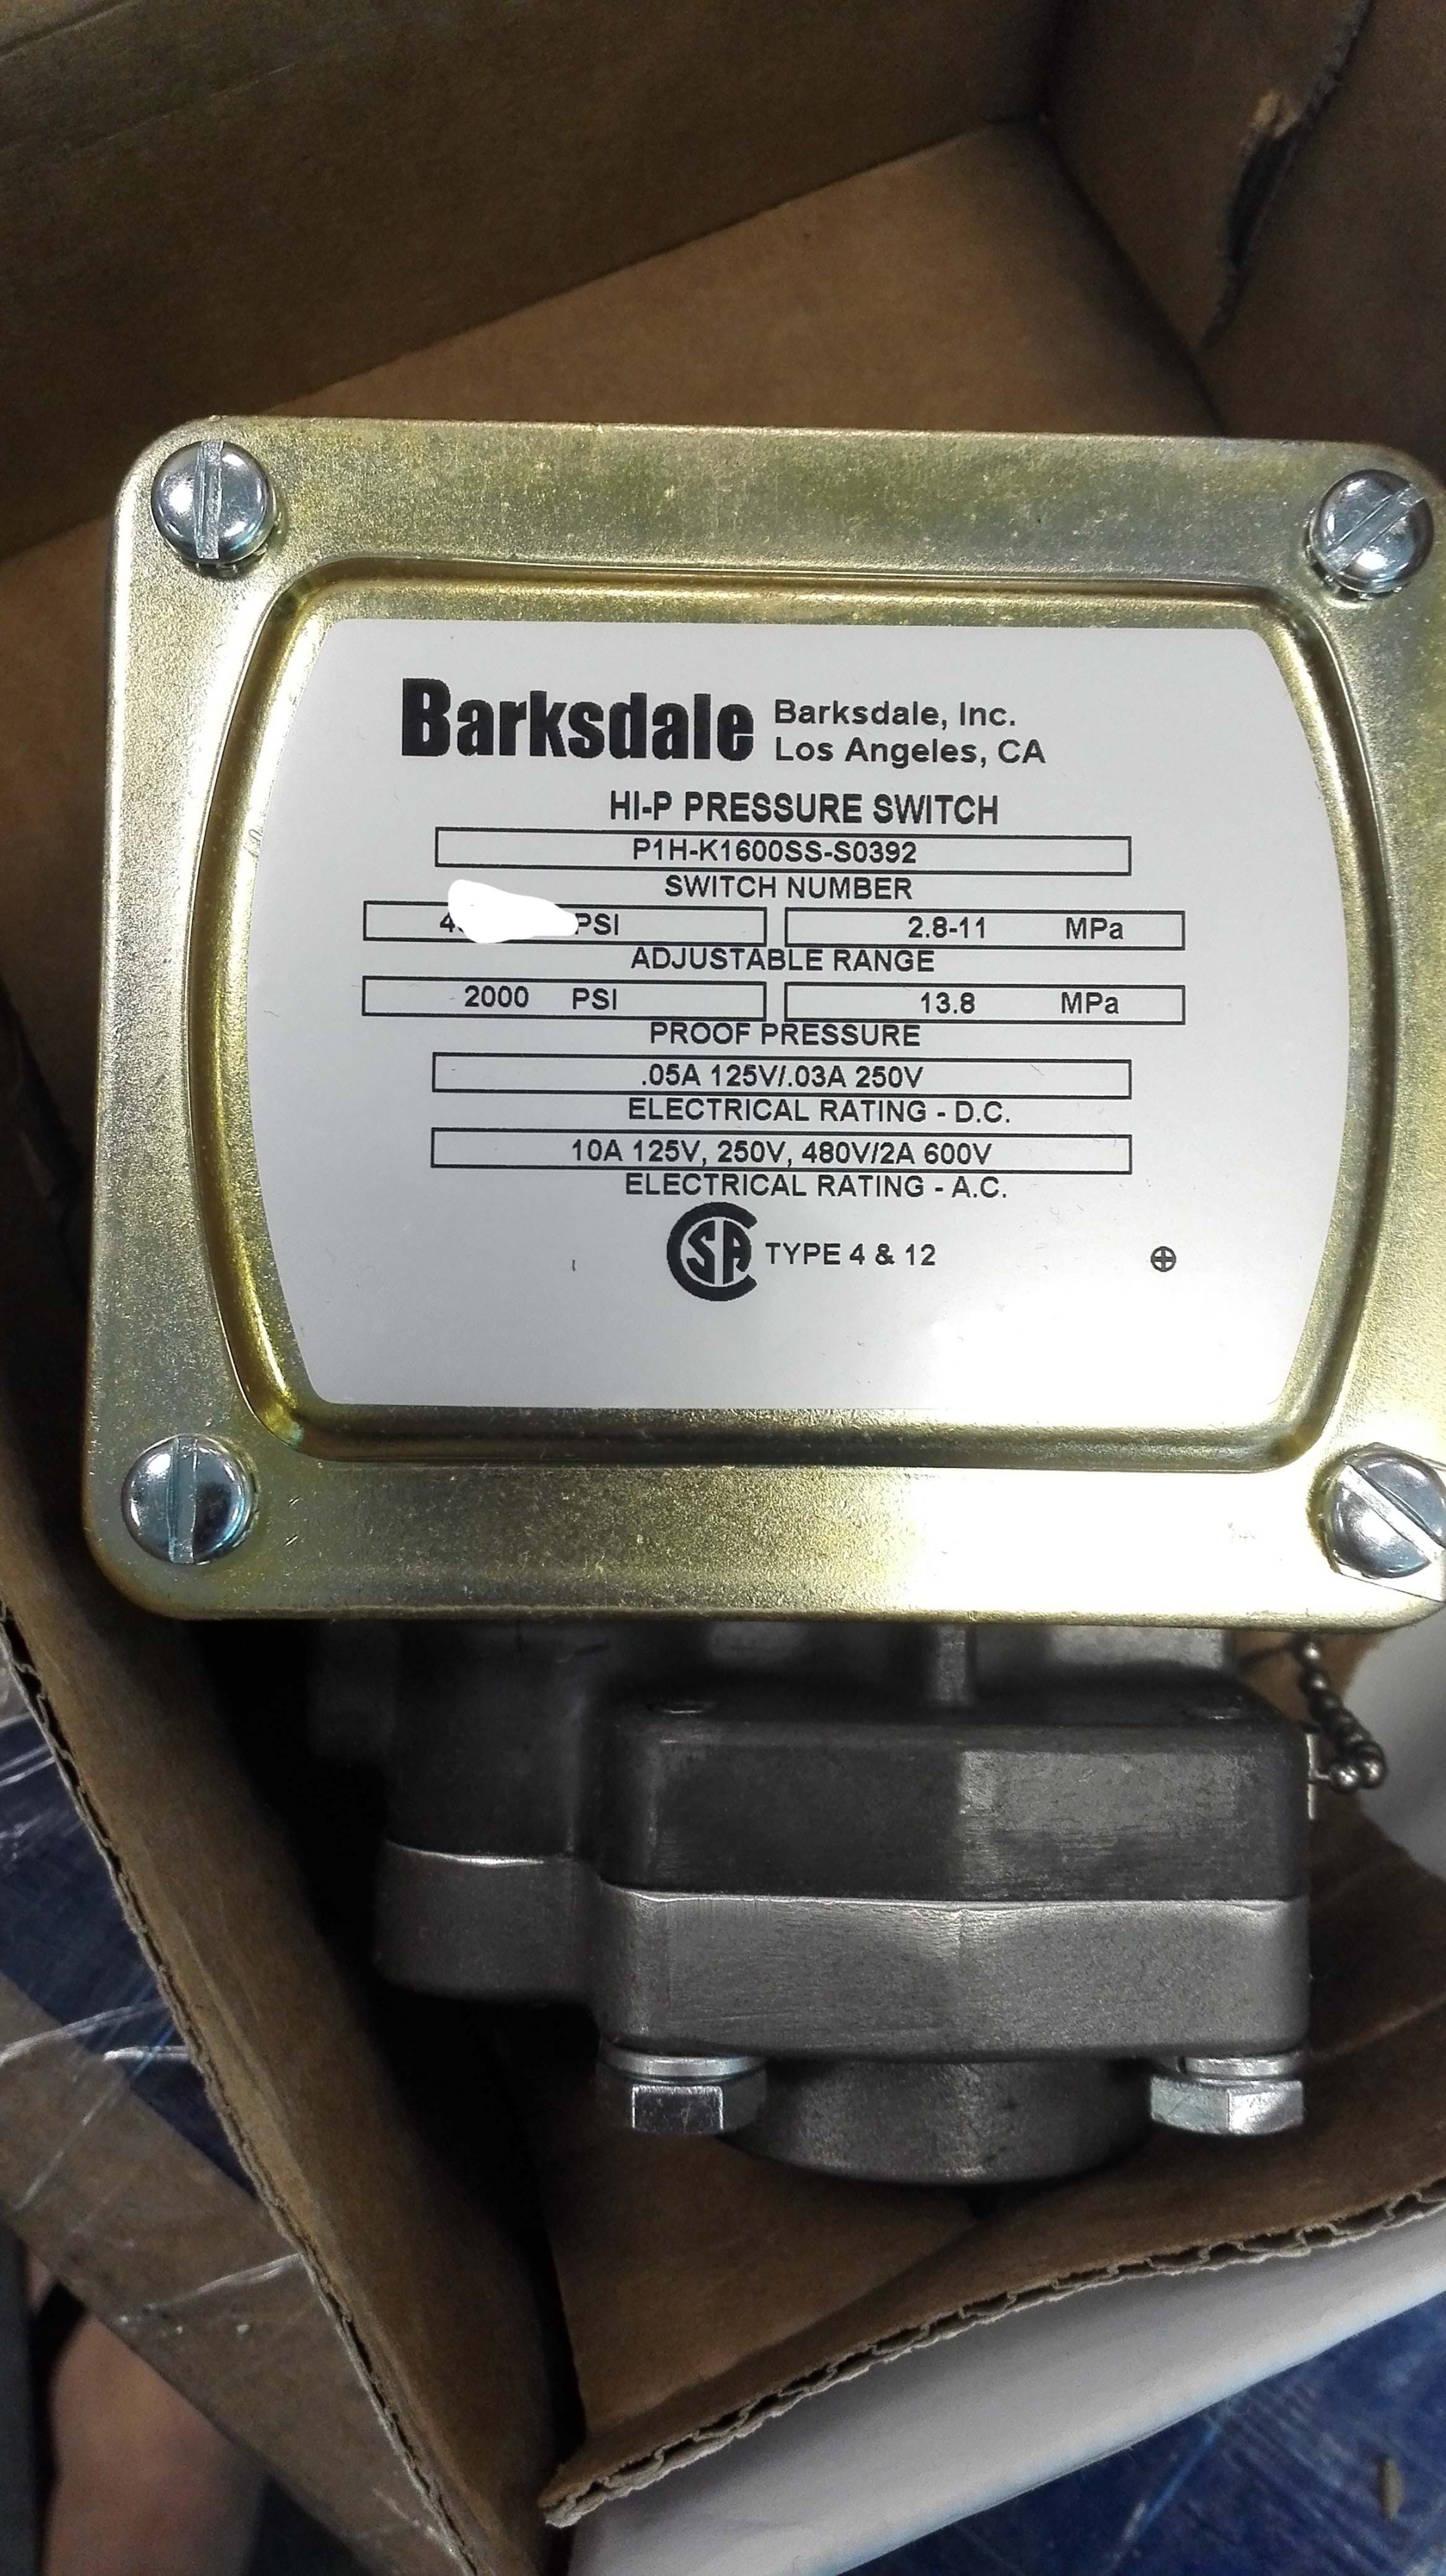 Barksdale Barksdale, Inc.
Los Angeles, CA
HI-P PRESSURE SWITCH
P1H-K1600SS-S0392
SWITCH NUMBER
PSI 2.8-11 MPa
ADJUSTABLE RANGE
2000 PSI 13.8 MPa
PROOF PRESSURE
.05A 125V/.03A 250V
ELECTRICAL RATING - D.C.
10A 125V, 250V, 480V/2A 600V
ELECTRICAL RATING - A.C.
SA TYPE 4 & 12